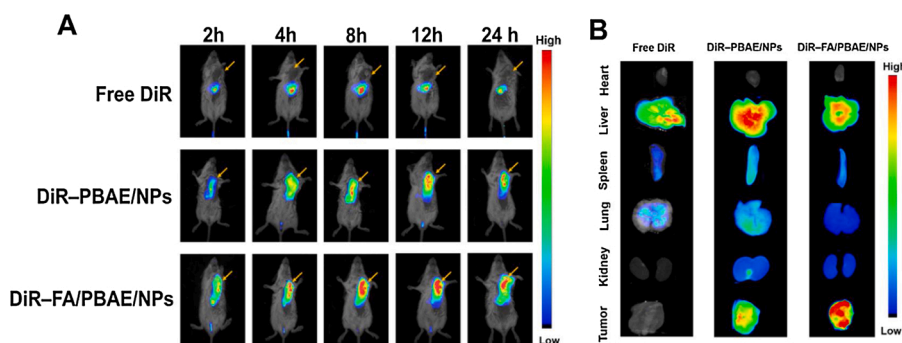 A
2h 4h 8h 12h 24 h
High
Free DiR
DiR–PBAE/NPs
DiR–FA/PBAE/NPs
Low
B
Free DiR DiR–PBAE/NPs DiR–FA/PBAE/NPs
High
Heart
Liver
Spleen
Lung
Kidney
Tumor
Low